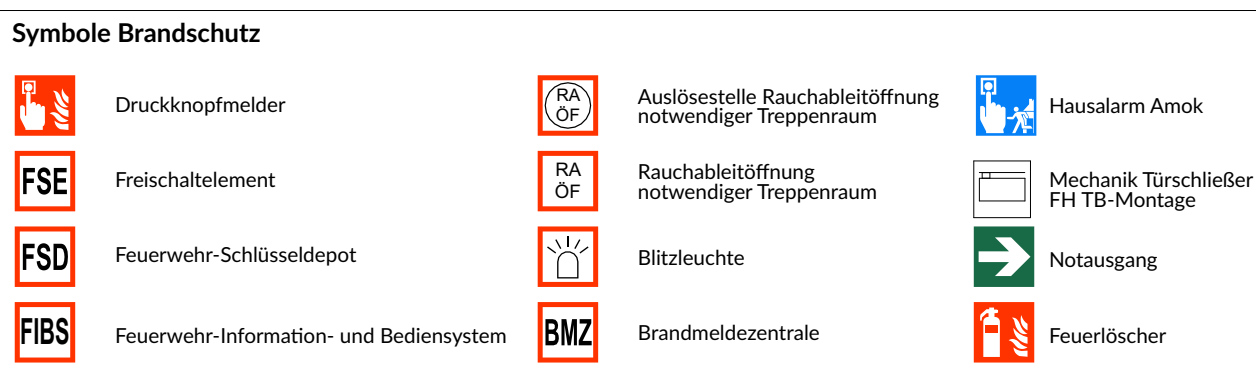 Symbole Brandschutz
Druckknopfmelder
FSE
Freischaltelement
FSD
Feuerwehr-Schlüsseldepot
FIBS
Feuerwehr-Information- und Bediensystem
RA
ÖF
Auslösestelle Rauchableitöffnung
notwendiger Treppenraum
RA
ÖF
Rauchableitöffnung
notwendiger Treppenraum
Blitzleuchte
BMZ
Brandmeldezentrale
Hausalarm Amok
Mechanik Türschließer
FH TB-Montage
Notausgang
Feuerlöscher